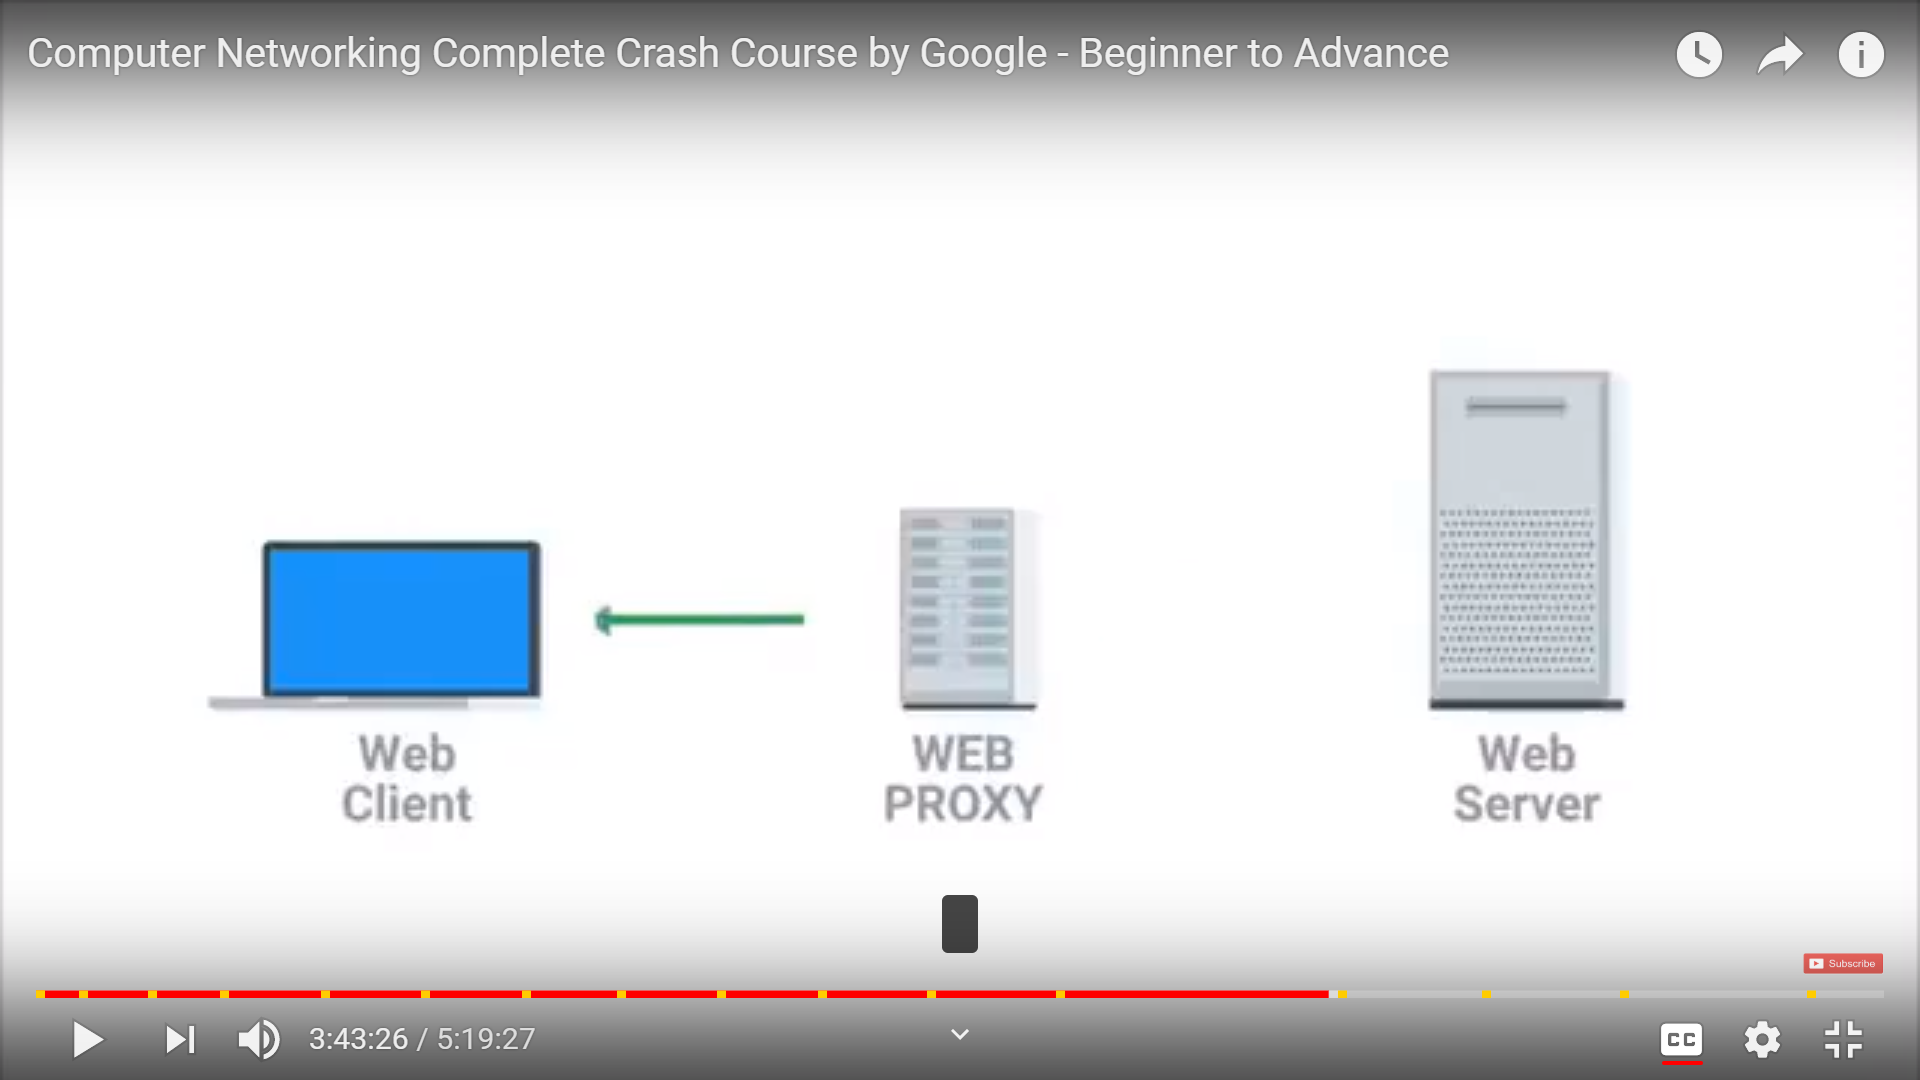 Computer Networking Complete Crash Course by Google - Beginner to Advance
Web
Client
WEB
PROXY
Web
Server
Subscribe
3:43:26 / 5:19:27
CC